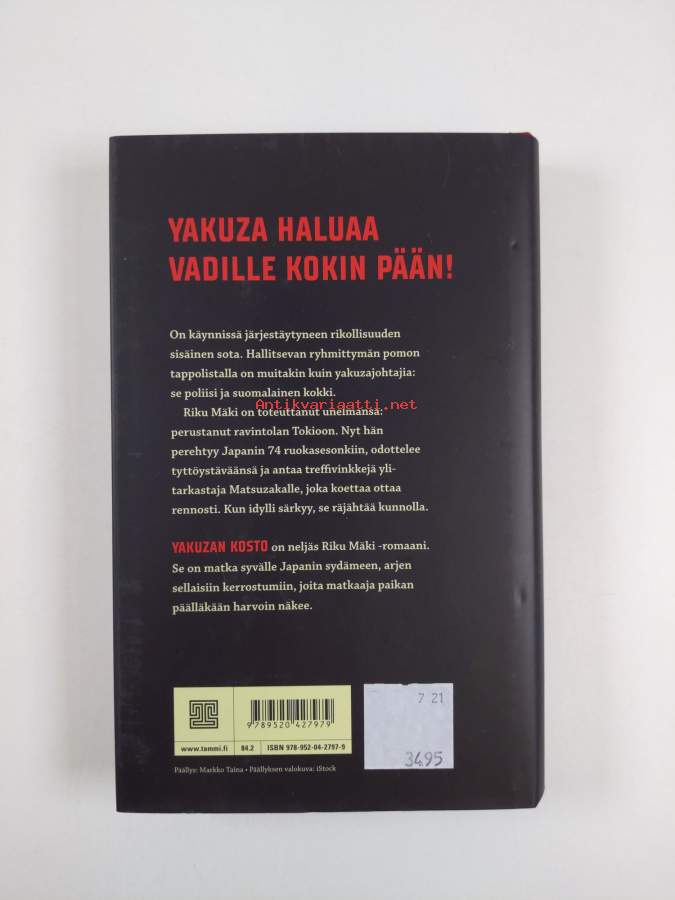 YAKUZA HALUAA
VADILLE KOKIN PÄÄN!
On käynnissä järjestäytyneen rikollisuuden
sisäinen sota. Hallitsevan ryhmittymän pomon
tappolistalla on muitakin kuin yakuzajohtajia:
se poliisi ja suomalainen kokki.
Antikvariaatti.net
Riku Mäki on toteuttanut unelmansa:
perustanut ravintolan Tokioon. Nyt hän
perehtyy Japanin 74 ruokasesonkiin, odottelee
tyttöystäväänsä ja antaa treffivinkkejä yli-
tarkastaja Matsuzakalle, joka koettaa ottaa
rennosti. Kun idylli särkyy, se räjähtää kunnolla.
YAKUZAN KOSTO on neljäs Riku Mäki -romaani.
Se on matka syvälle Japanin sydämeen, arjen
sellaisiin kerrostumiin, joita matkaaja paikan
päälläkään harvoin näkee.
9 789520 427979
www.tammi.fi 84.2 ISBN 978-952-04-2797-9
7 21
34.95
Päällys: Markko Taina • Päällyksen valokuva: iStock